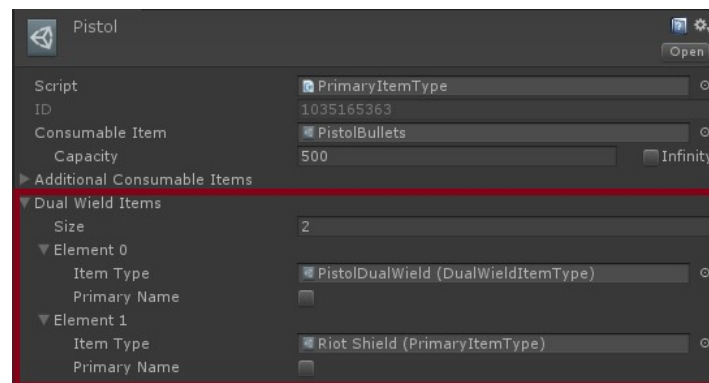 Pistol
Open
Script PrimaryItemType
ID 1035165363
Consumable Item PistolBullets
Capacity 500 Infinity
Additional Consumable Items
Dual Wield Items
Size 2
Element 0
Item Type PistolDualWield (DualWieldItemType)
Primary Name
Element 1
Item Type Riot Shield (PrimaryItemType)
Primary Name